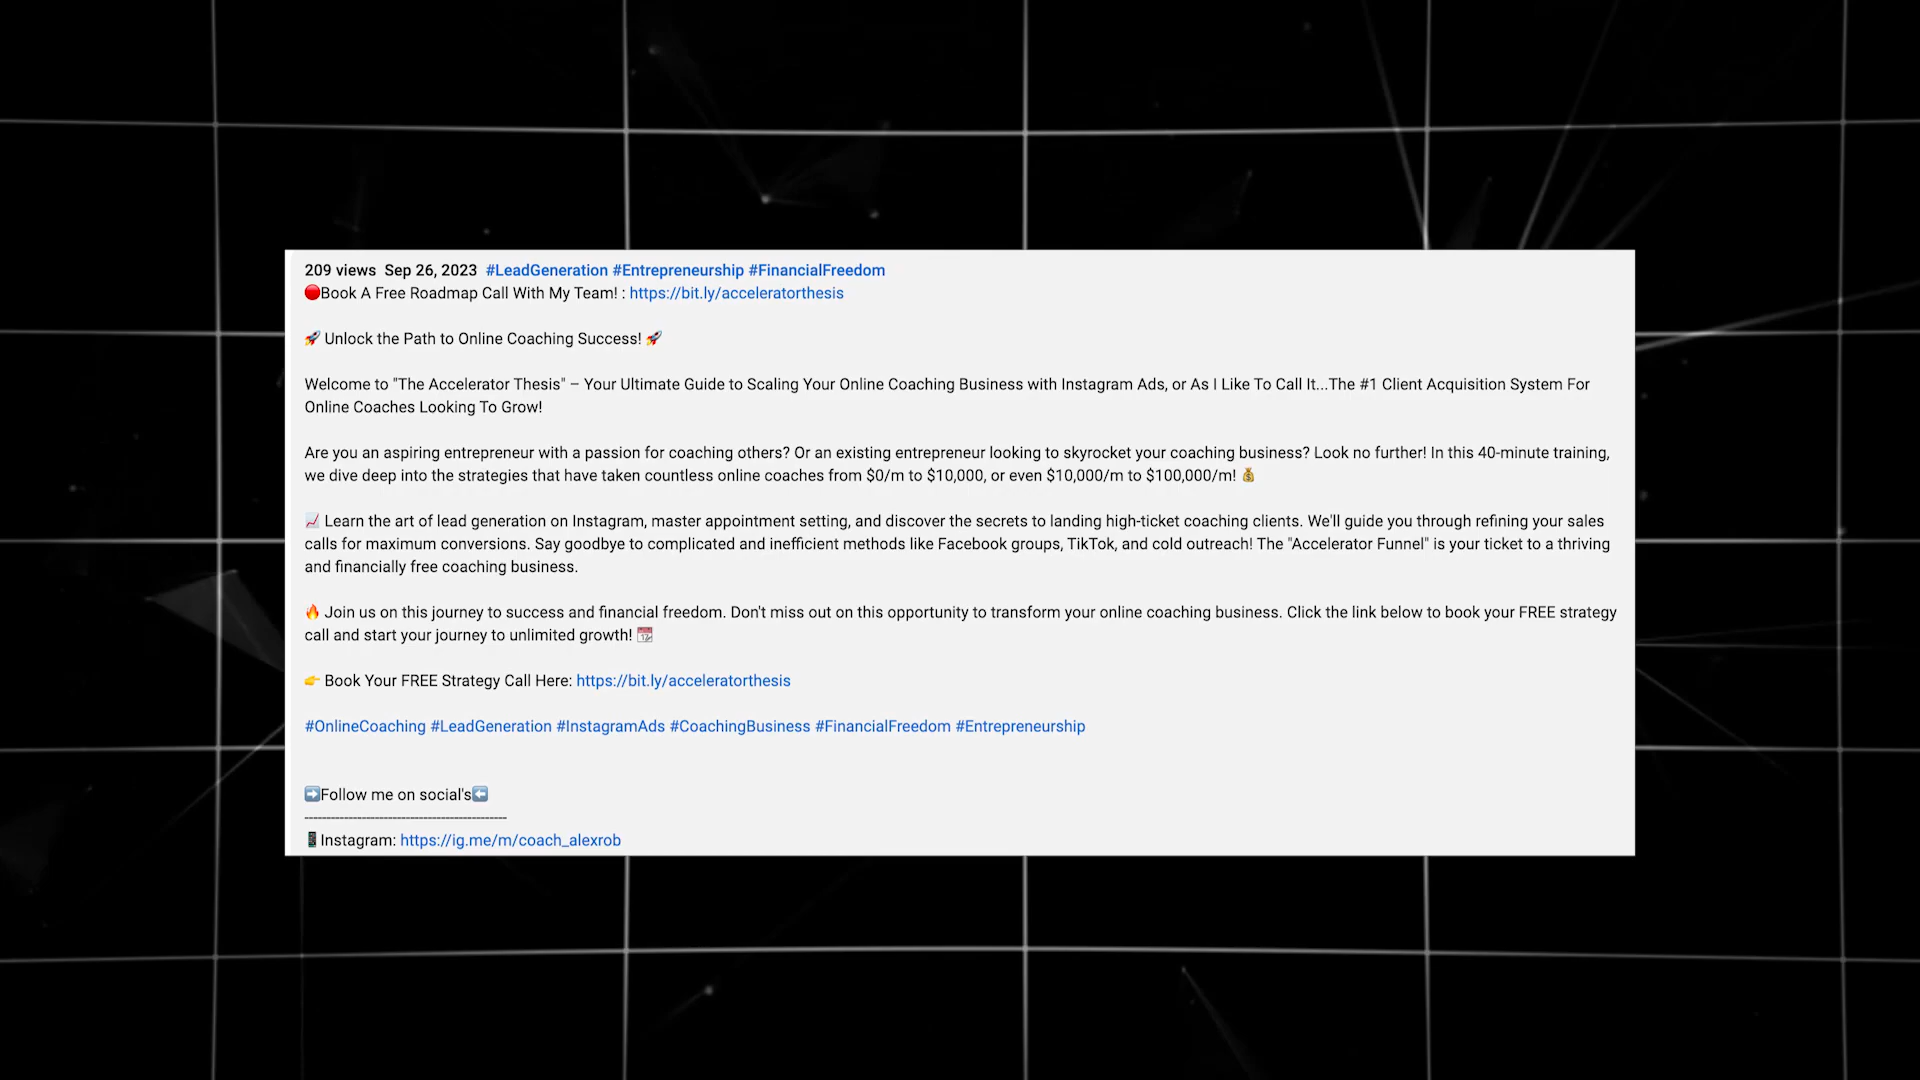 209 views  Sep 26, 2023  #LeadGeneration #Entrepreneurship #FinancialFreedom
🔴Book A Free Roadmap Call With My Team! : https://bit.ly/acceleratorthesis
🚀 Unlock the Path to Online Coaching Success! 🚀
Welcome to "The Accelerator Thesis" – Your Ultimate Guide to Scaling Your Online Coaching Business with Instagram Ads, or As I Like To Call It...The #1 Client Acquisition System For
Online Coaches Looking To Grow!
Are you an aspiring entrepreneur with a passion for coaching others? Or an existing entrepreneur looking to skyrocket your coaching business? Look no further! In this 40-minute training,
we dive deep into the strategies that have taken countless online coaches from $0/m to $10,000, or even $10,000/m to $100,000/m! 💰
📈 Learn the art of lead generation on Instagram, master appointment setting, and discover the secrets to landing high-ticket coaching clients. We'll guide you through refining your sales
calls for maximum conversions. Say goodbye to complicated and inefficient methods like Facebook groups, TikTok, and cold outreach! The "Accelerator Funnel" is your ticket to a thriving
and financially free coaching business.
🔥 Join us on this journey to success and financial freedom. Don't miss out on this opportunity to transform your online coaching business. Click the link below to book your FREE strategy
call and start your journey to unlimited growth! 📆
👉 Book Your FREE Strategy Call Here: https://bit.ly/acceleratorthesis
#OnlineCoaching #LeadGeneration #InstagramAds #CoachingBusiness #FinancialFreedom #Entrepreneurship
➡️Follow me on social's⬅️
----------------------------------------------
📱Instagram: https://ig.me/m/coach_alexrob